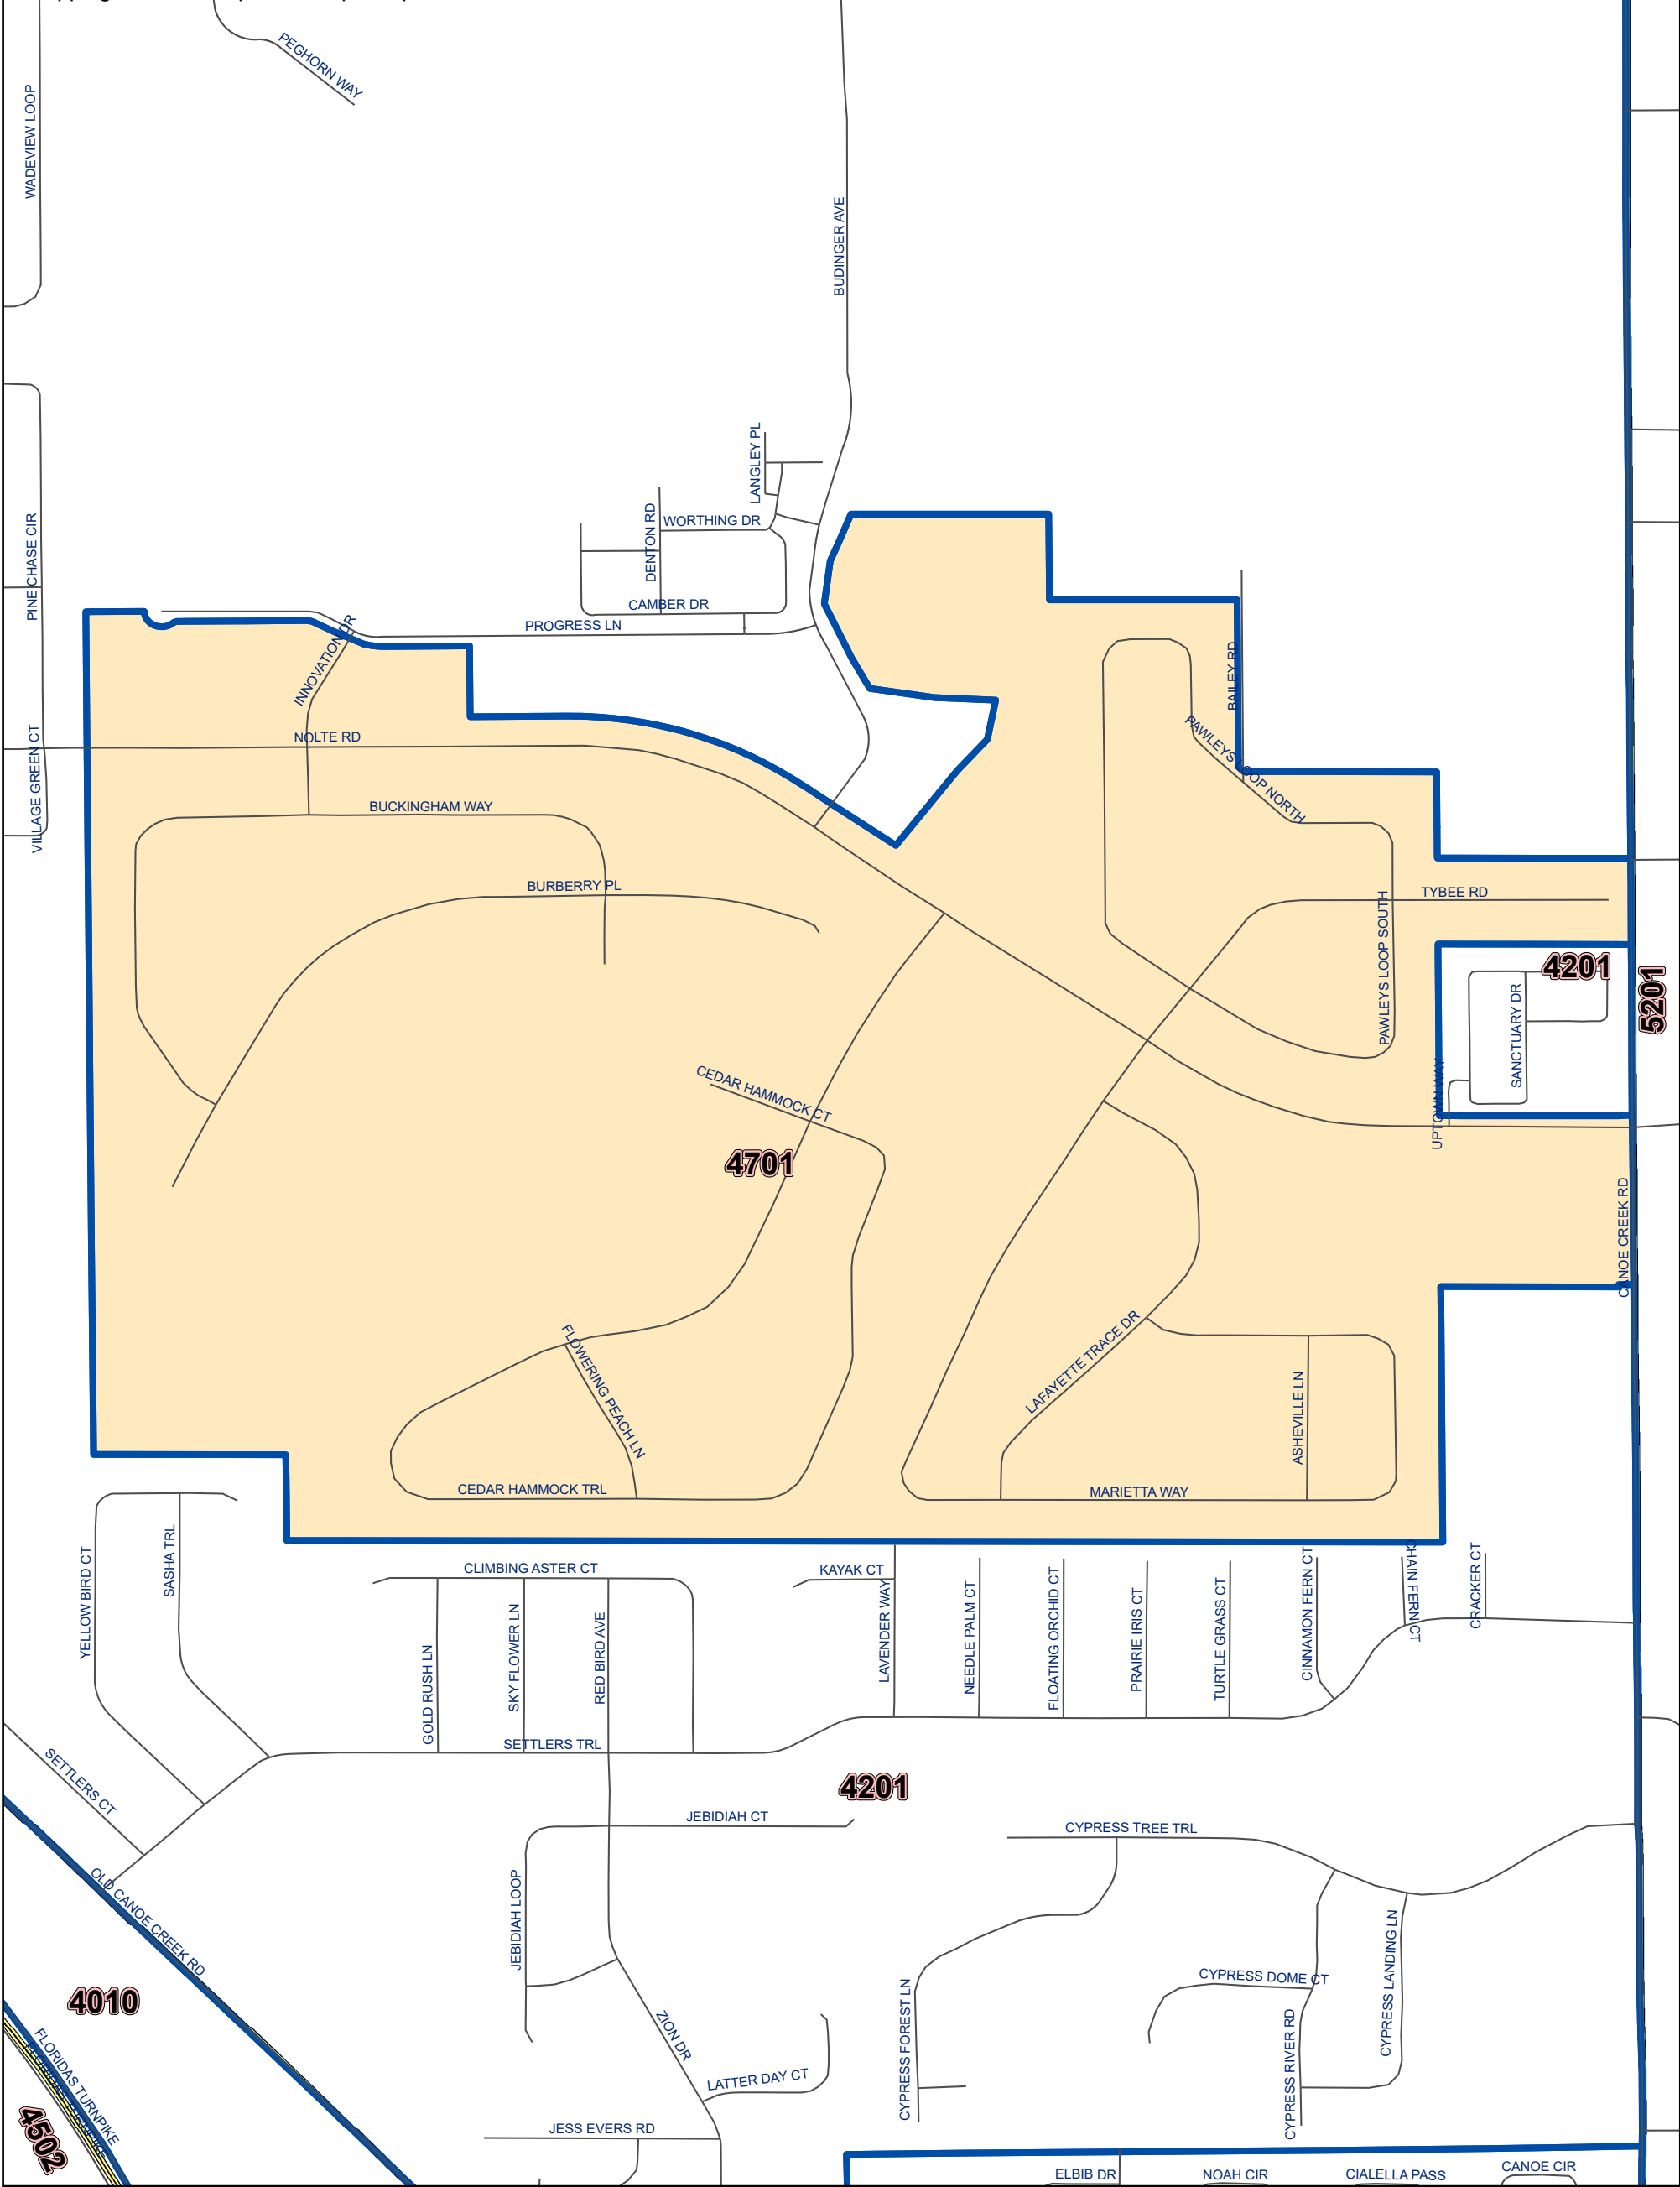 PEGHORN WAY
WADEVIEW LOOP
BUDINGER AVE
LANGLEY PL
WORTHING DR
DENTON RD
CAMBER DR
PROGRESS LN
PINE CHASE CIR
INNOVATION DR
BAILEY RD
PAWLEYS LOOP NORTH
NOLTE RD
VILLAGE GREEN CT
BUCKINGHAM WAY
BURBERRY PL
TYBEE RD
PAWLEYS LOOP SOUTH
4201
5201
SANCTUARY DR
UPTOWN WAY
CEDAR HAMMOCK CT
4701
CANOE CREEK RD
FLOWERING PEACH LN
LAFAYETTE TRACE DR
ASHEVILLE LN
CEDAR HAMMOCK TRL
MARIETTA WAY
YELLOW BIRD CT
SASHA TRL
CLIMBING ASTER CT
KAYAK CT
GOLD RUSH LN
SKY FLOWER LN
RED BIRD AVE
LAVENDER WAY
NEEDLE PALM CT
FLOATING ORCHID CT
PRAIRIE IRIS CT
TURTLE GRASS CT
CINNAMON FERN CT
CHAIN FERN CT
CRACKER CT
SETTLERS TRL
SETTLERS CT
4201
JEBIDIAH CT
CYPRESS TREE TRL
OLD CANOE CREEK RD
JEBIDIAH LOOP
4010
ZION DR
CYPRESS DOME CT
CYPRESS LANDING LN
CYPRESS FOREST LN
CYPRESS RIVER RD
FLORIDAS TURNPIKE
LATTER DAY CT
4502
JESS EVERS RD
ELBIB DR
NOAH CIR
CIALELLA PASS
CANOE CIR